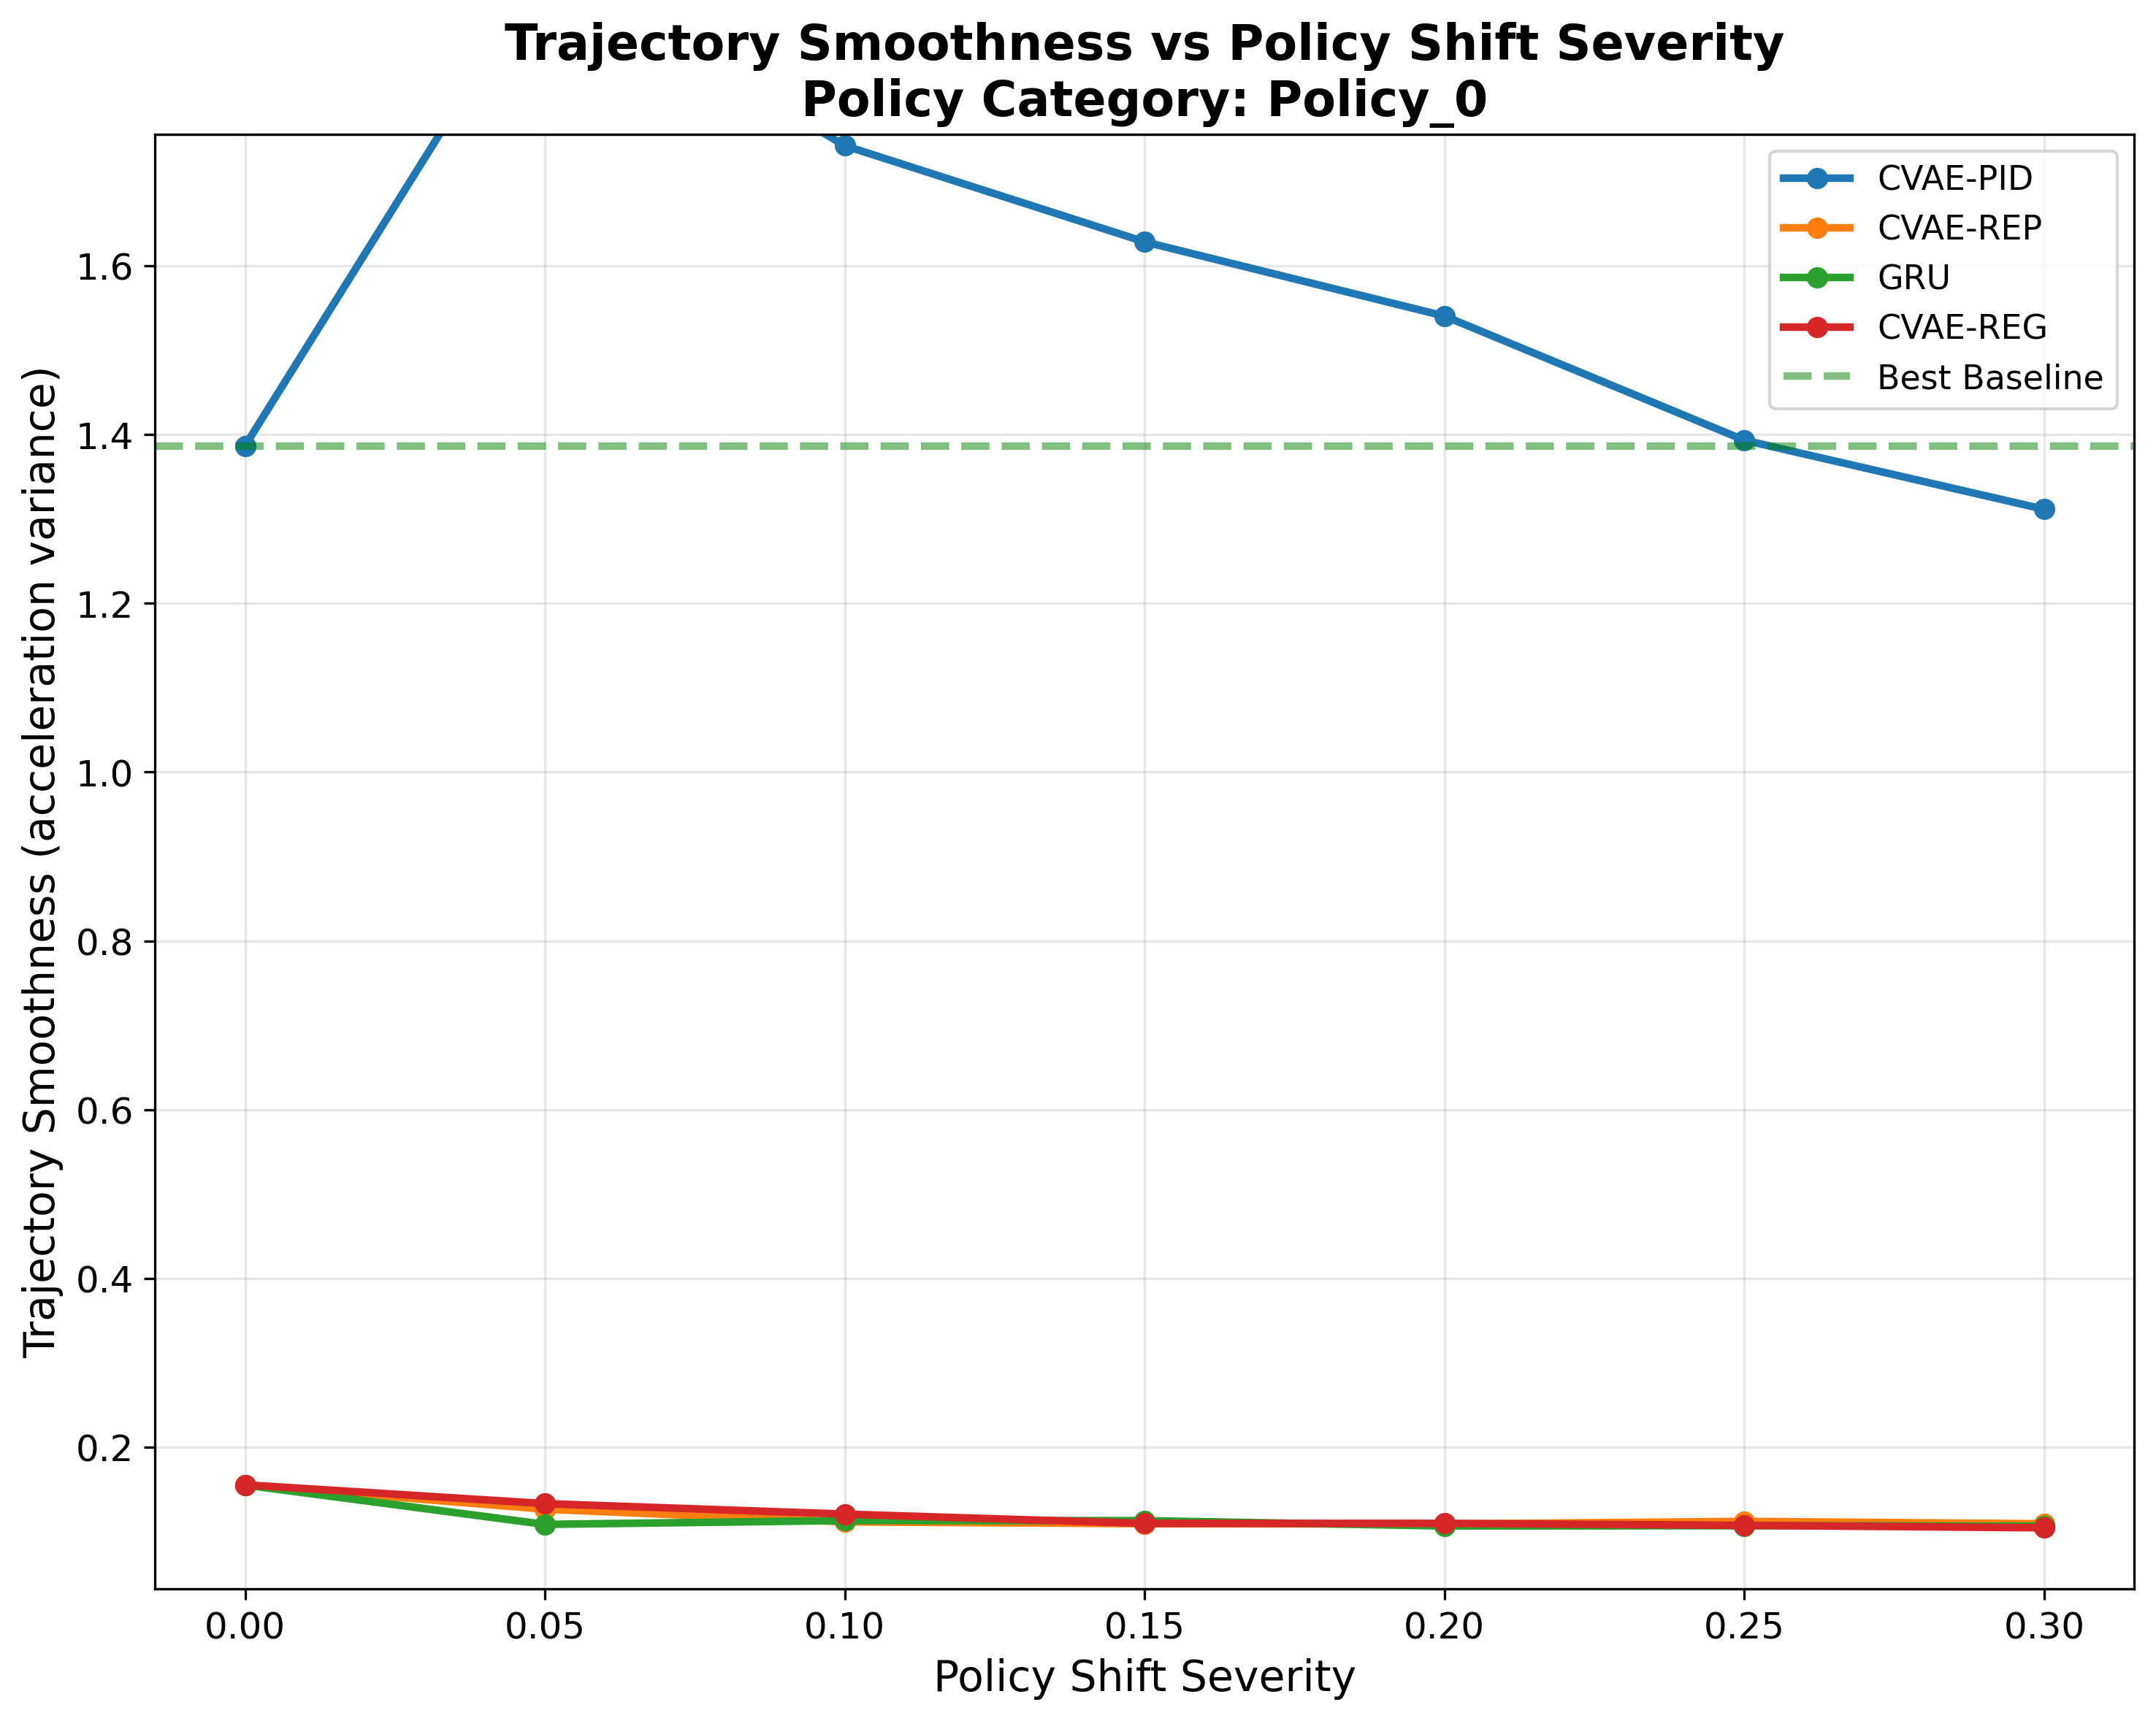 Trajectory Smoothness vs Policy Shift Severity
Policy Category: Policy_0
Trajectory Smoothness (acceleration variance)
1.6
1.4
1.2
1.0
0.8
0.6
0.4
0.2
CVAE-PID
CVAE-REP
GRU
CVAE-REG
Best Baseline
0.00 0.05 0.10 0.15 0.20 0.25 0.30
Policy Shift Severity